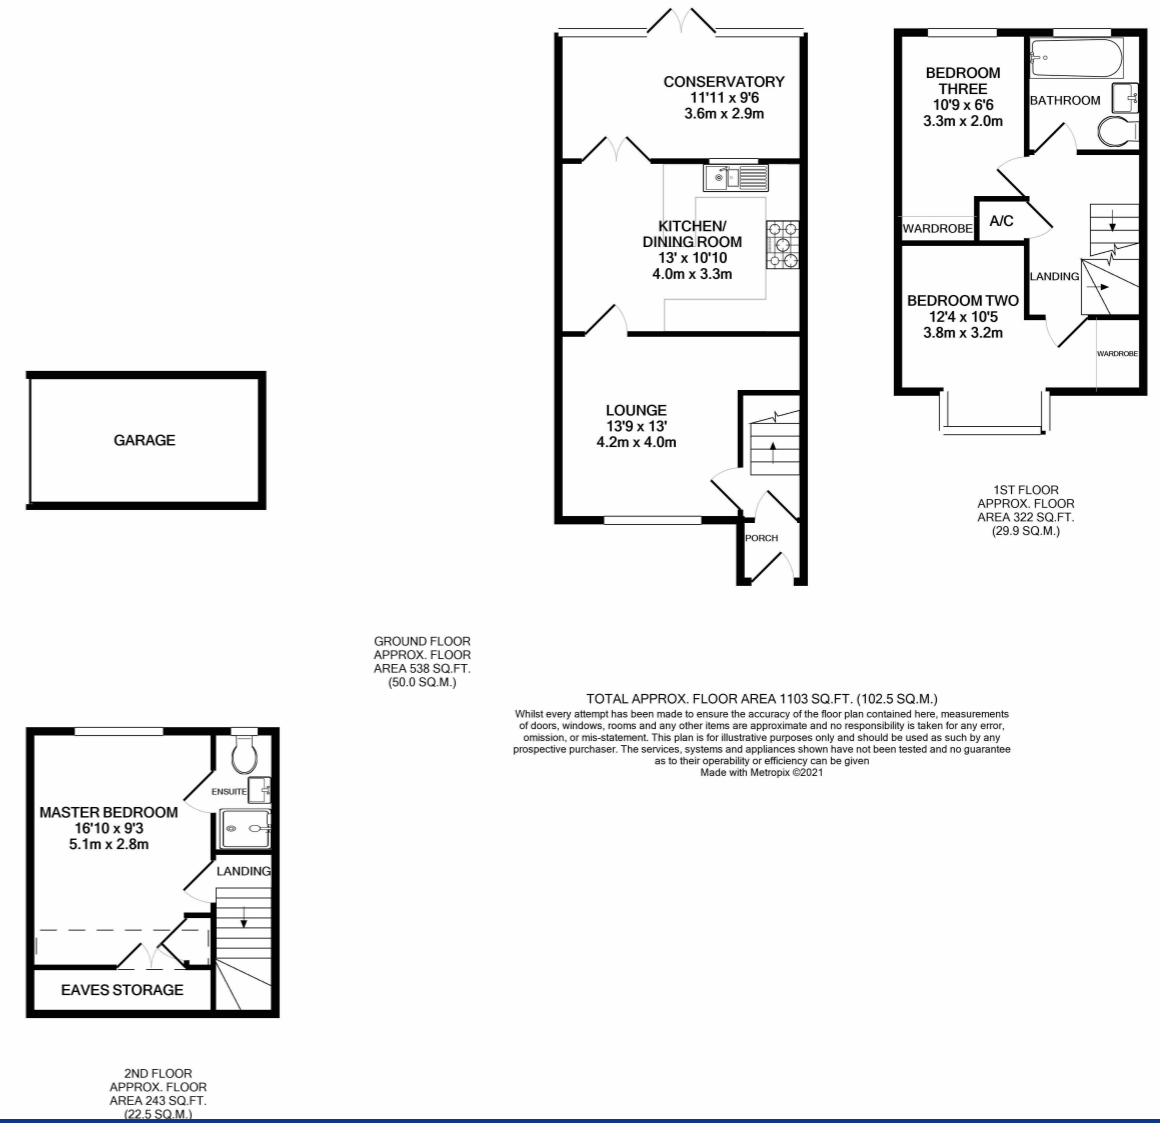 CONSERVATORY
11'11 x 9'6
3.6m x 2.9m
KITCHEN/
DINING ROOM
13' x 10'10
4.0m x 3.3m
LOUNGE
13'9 x 13'
4.2m x 4.0m
PORCH
GARAGE
GROUND FLOOR
APPROX. FLOOR
AREA 538 SQ.FT.
(50.0 SQ.M.)
BEDROOM
THREE
10'9 x 6'6
3.3m x 2.0m
BATHROOM
WARDROBE
A/C
LANDING
BEDROOM TWO
12'4 x 10'5
3.8m x 3.2m
WARDROBE
1ST FLOOR
APPROX. FLOOR
AREA 322 SQ.FT.
(29.9 SQ.M.)
TOTAL APPROX. FLOOR AREA 1103 SQ.FT. (102.5 SQ.M.)
Whilst every attempt has been made to ensure the accuracy of the floor plan contained here, measurements
of doors, windows, rooms and any other items are approximate and no responsibility is taken for any error,
omission, or mis-statement. This plan is for illustrative purposes only and should be used as such by any
prospective purchaser. The services, systems and appliances shown have not been tested and no guarantee
as to their operability or efficiency can be given
Made with Metropix ©2021
MASTER BEDROOM
16'10 x 9'3
5.1m x 2.8m
ENSUITE
LANDING
EAVES STORAGE
2ND FLOOR
APPROX. FLOOR
AREA 243 SQ.FT.
(22.5 SQ.M.)